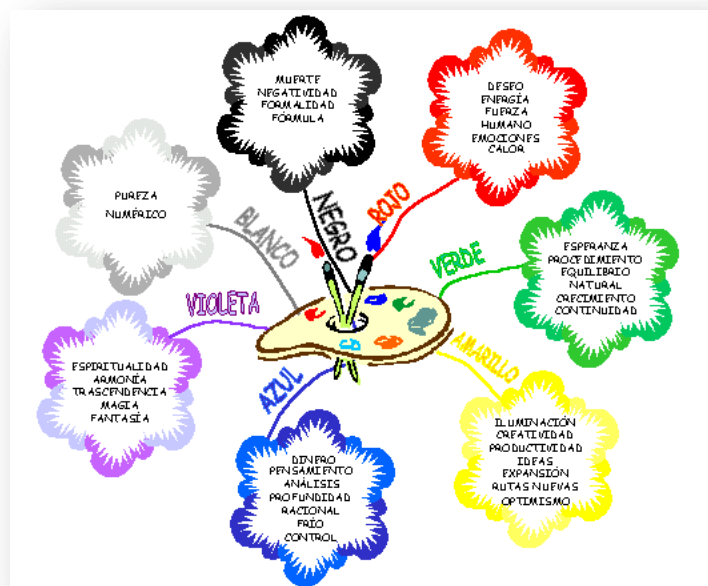 MUERTE
NEGATIVIDAD
FORMALIDAD
FÓRMULA
NEGRO
DESEO
ENERGÍA
FUERZA
HUMANO
EMOCIONES
CALOR
ROJO
ESPERANZA
PROCEDIMIENTO
EQUILIBRIO
NATURAL
CRECIMIENTO
CONTINUIDAD
VERDE
ILUMINACIÓN
CREATIVIDAD
PRODUCTIVIDAD
IDEAS
EXPANSIÓN
RUTAS NUEVAS
OPTIMISMO
AMARILLO
DINERO
PENSAMIENTO
ANÁLISIS
PROFUNDIDAD
RACIONAL
FRÍO
CONTROL
AZUL
ESPIRITUALIDAD
ARMONÍA
TRASCENDENCIA
MAGIA
FANTASÍA
VIOLETA
PUREZA
NUMÉRICO
BLANCO